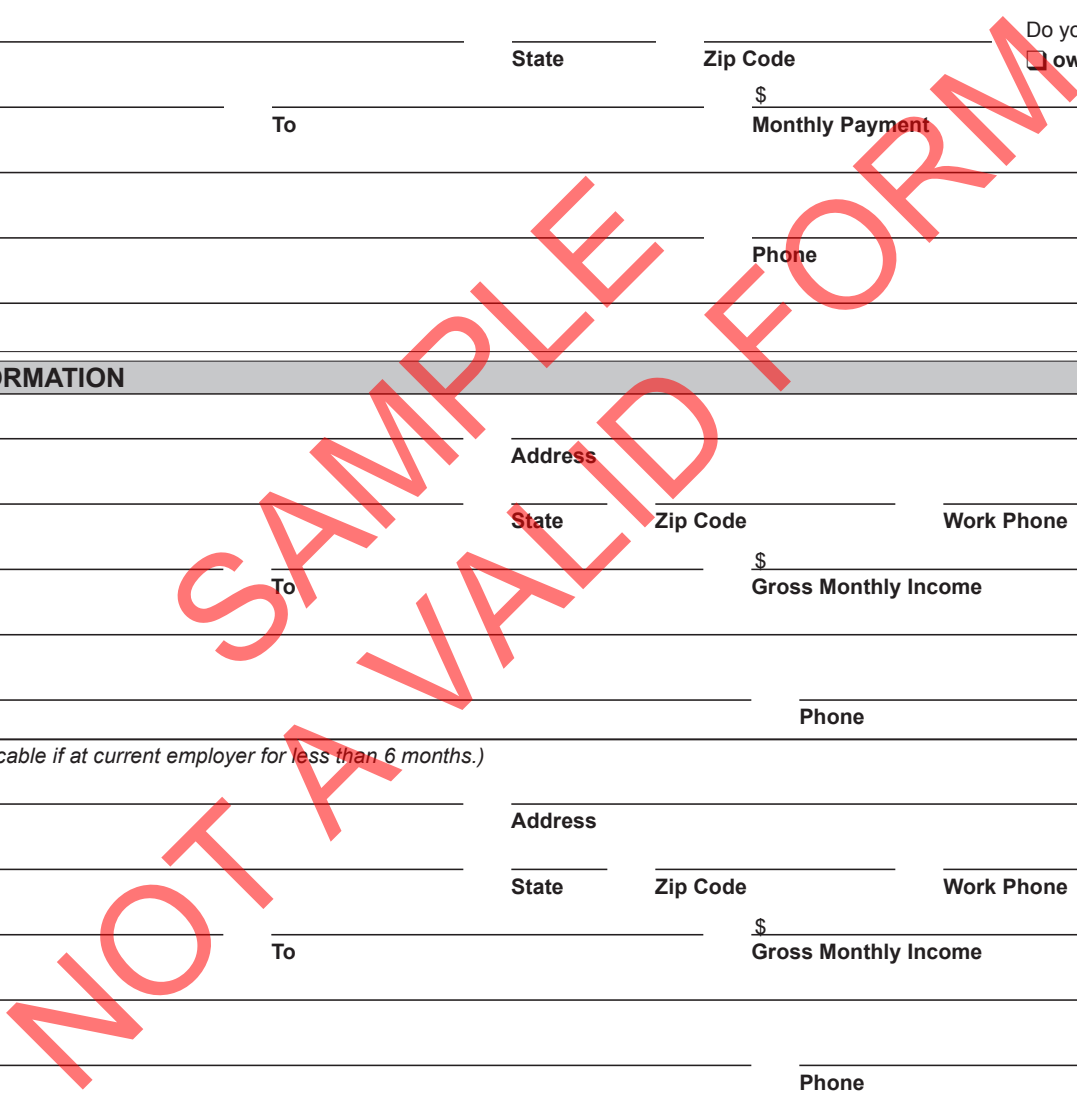 Do yo
State Zip Code ❑ ow
$
To Monthly Payment
Phone
ORMATION
Address
State Zip Code Work Phone
$
To Gross Monthly Income
Phone
cable if at current employer for less than 6 months.)
Address
State Zip Code Work Phone
$
To Gross Monthly Income
Phone
SAMPLE
NOT A VALID FORM